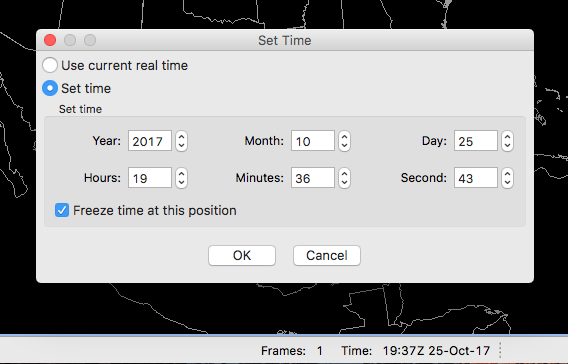 Set Time
Use current real time
Set time
Set time
Year: 2017 Month: 10 Day: 25
Hours: 19 Minutes: 36 Second: 43
Freeze time at this position
OK Cancel
Frames: 1 Time: 19:37Z 25-Oct-17